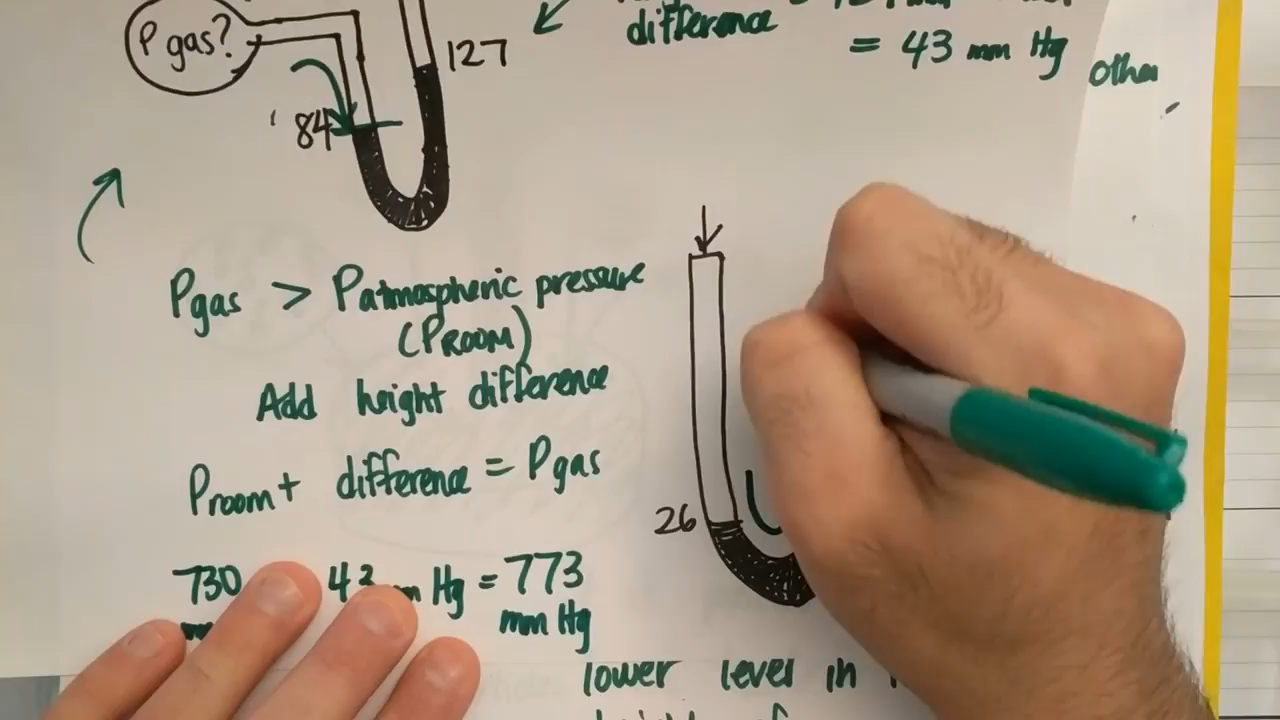 P gas?
127
84
difference
= 43 mm Hg
other
Pgas > Patmospheric pressure
(PROOM)
Add height difference
Proom + difference = Pgas
26
730 Hg = 773
mm Hg
lower level in